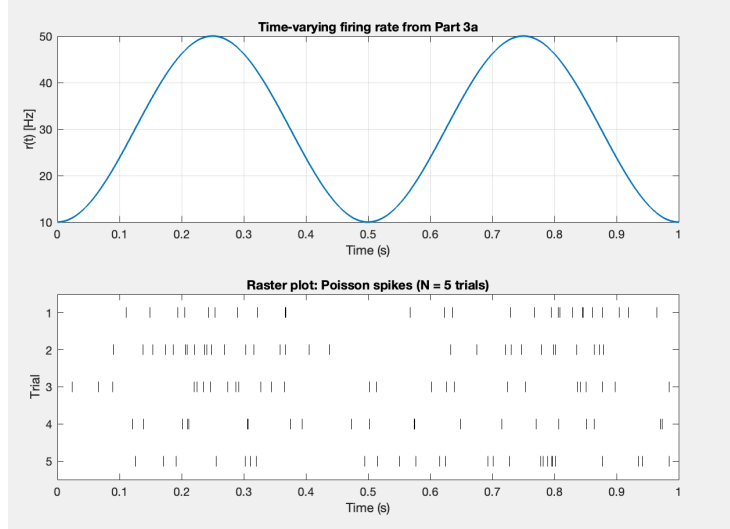 Time-varying firing rate from Part 3a
50
40
30
20
10
r(t) [Hz]
0 0.1 0.2 0.3 0.4 0.5 0.6 0.7 0.8 0.9 1
Time (s)
Raster plot: Poisson spikes (N = 5 trials)
1
2
3
4
5
Trial
0 0.1 0.2 0.3 0.4 0.5 0.6 0.7 0.8 0.9 1
Time (s)